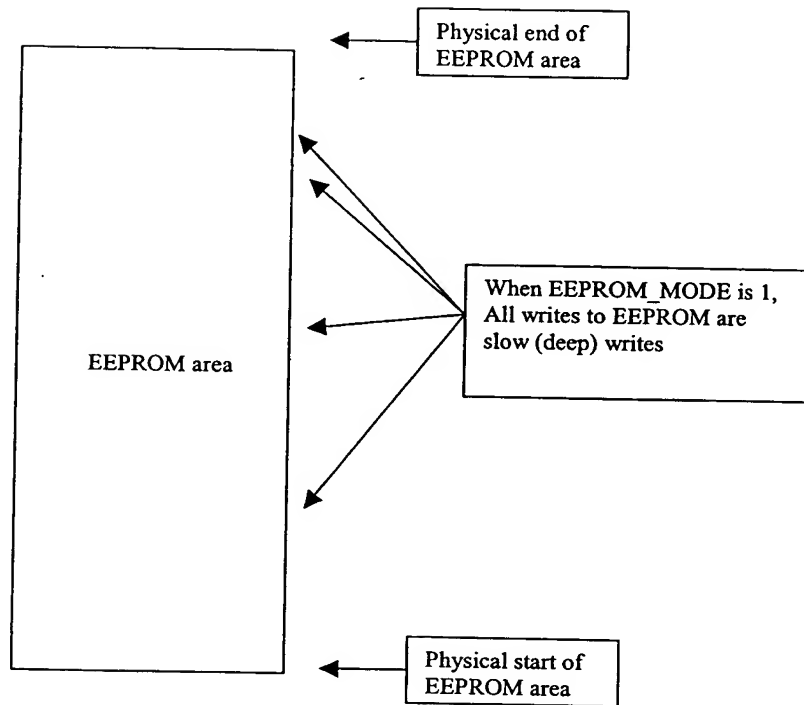 Physical end of
EEPROM area
When EEPROM_MODE is 1,
All writes to EEPROM are
slow (deep) writes
EEPROM area
Physical start of
EEPROM area